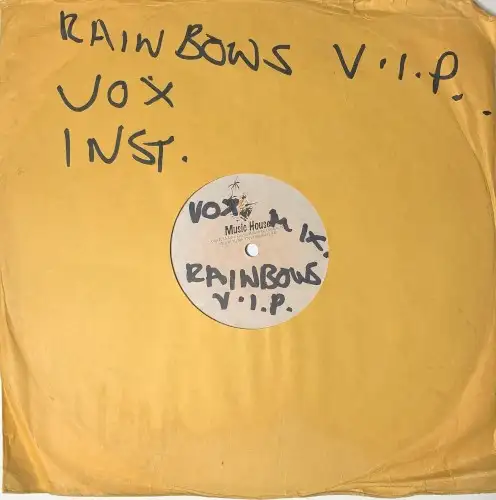 RAINBOWS V.I.P.
VOX
INST.
VOX MIX.
Music House
RAINBOWS
V.I.P.